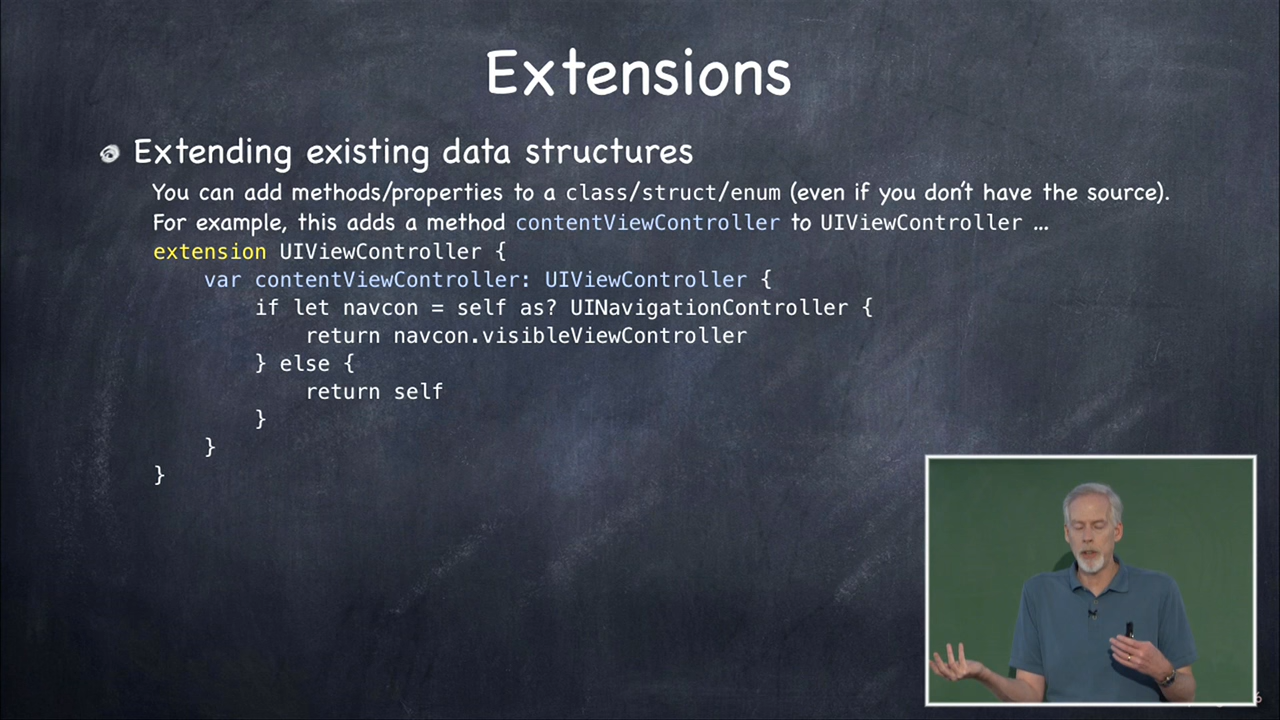 Extensions
Extending existing data structures
You can add methods/properties to a class/struct/enum (even if you don't have the source).
For example, this adds a method contentViewController to UIViewController ...
extension UIViewController {
    var contentViewController: UIViewController {
        if let navcon = self as? UINavigationController {
            return navcon.visibleViewController
        } else {
            return self
        }
    }
}